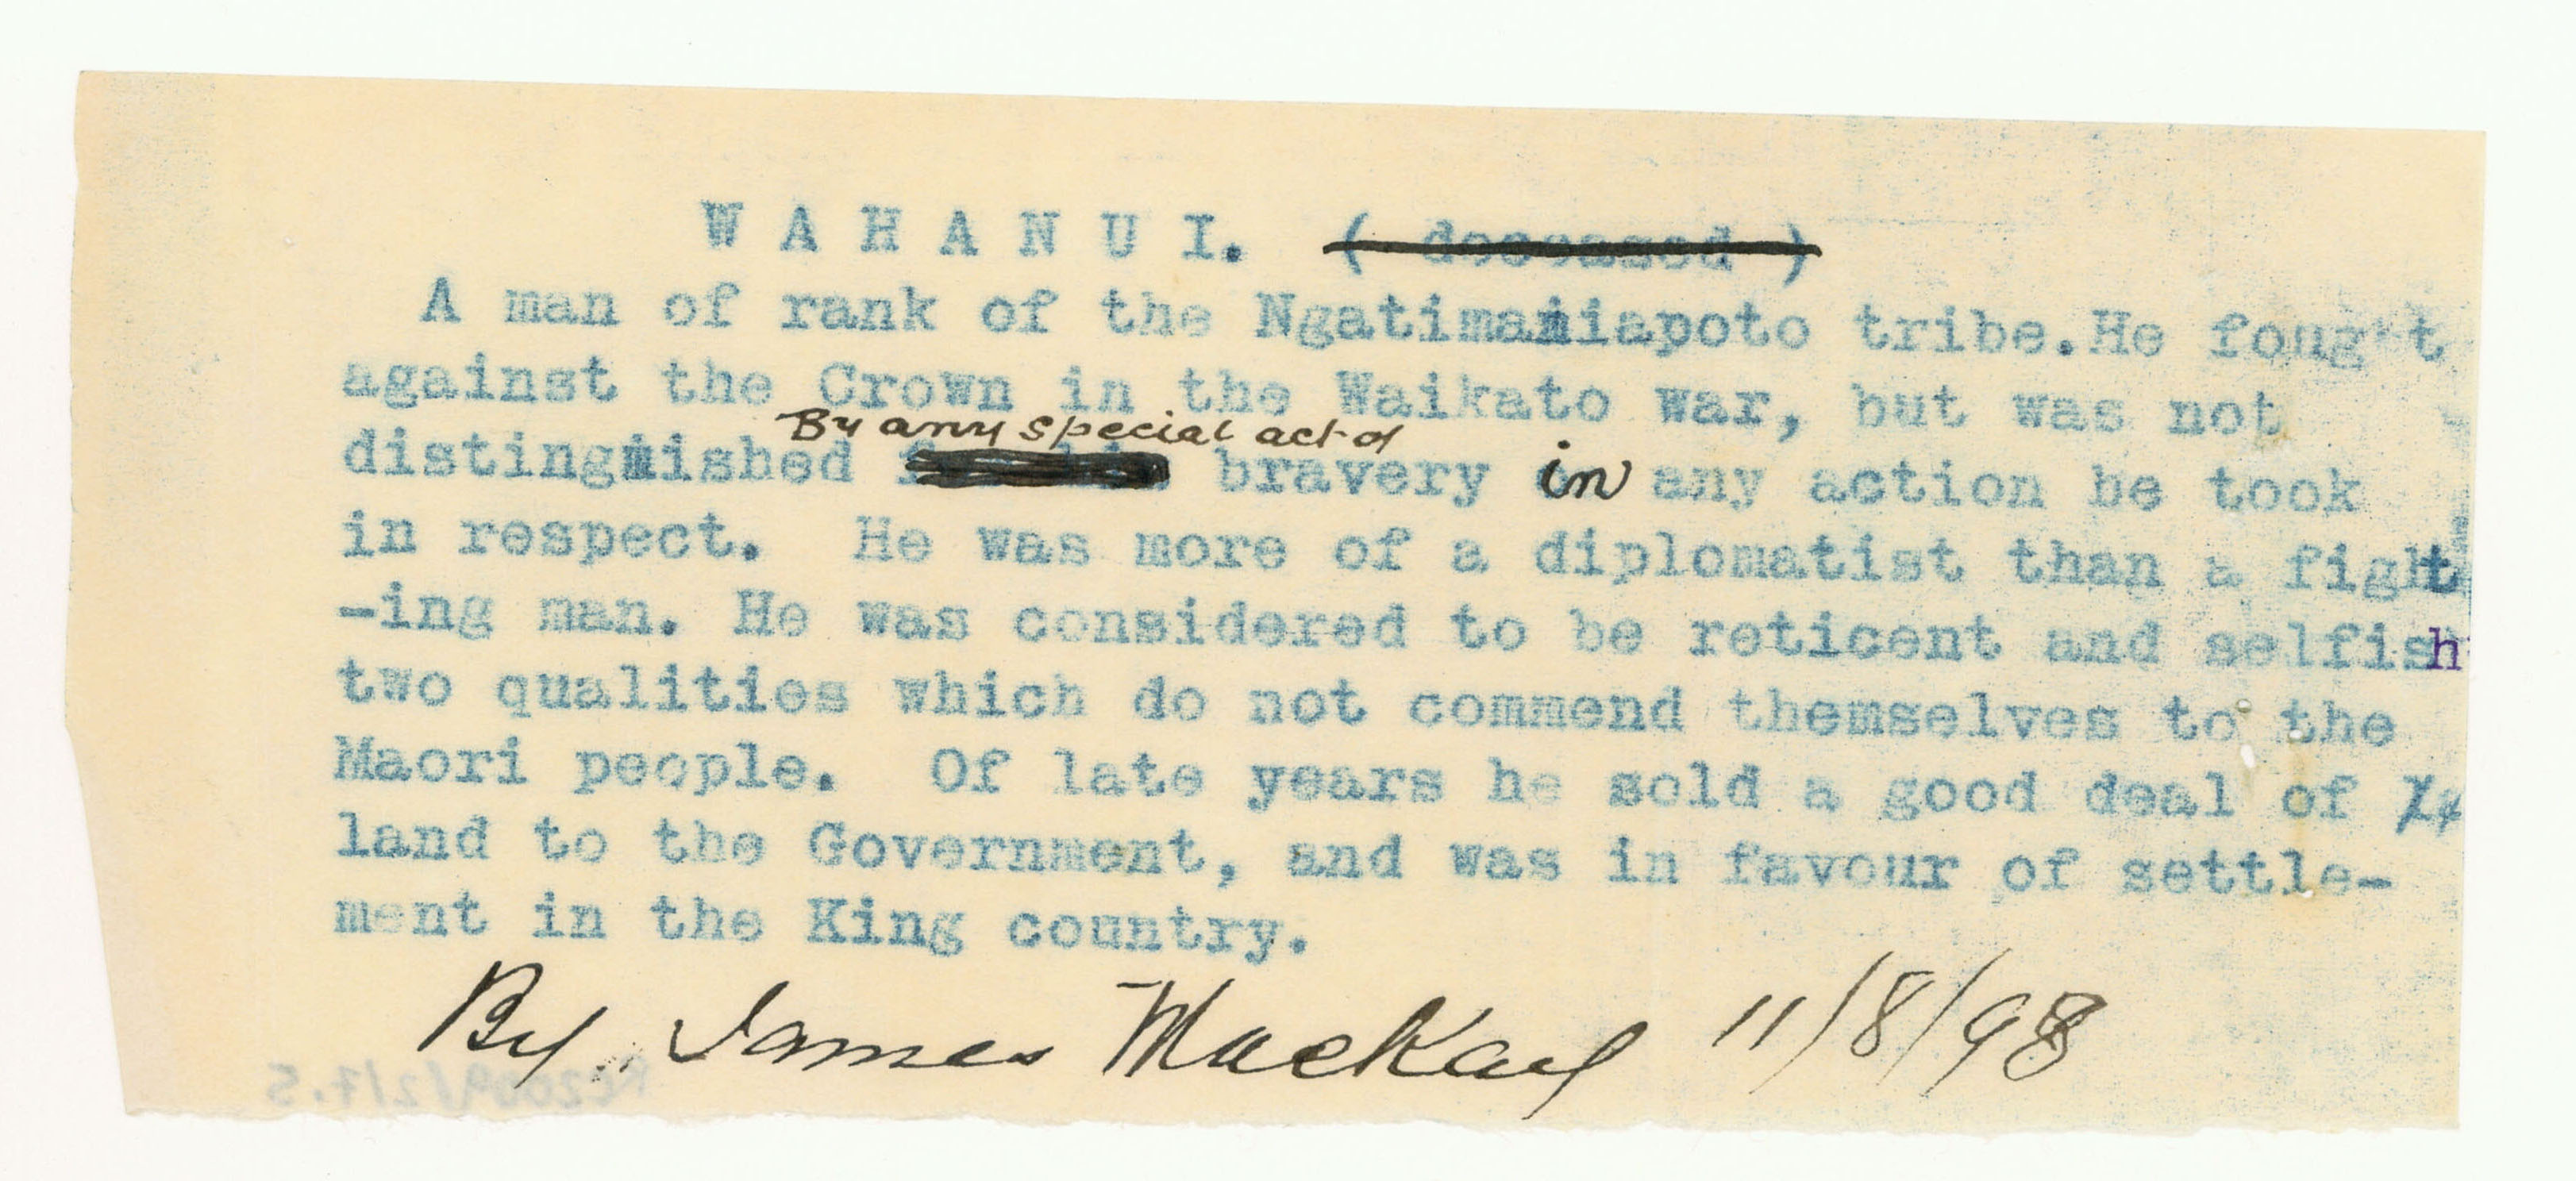 W A H A N U I. ( deceased )
A man of rank of the Ngatimaniapoto tribe. He fought
against the Crown in the Waikato war, but was not
By any special act of
distinguished for his bravery in any action he took
in respect. He was more of a diplomatist than a fight
-ing man. He was considered to be reticent and selfish
two qualities which do not commend themselves to the
Maori people. Of late years he sold a good deal of
land to the Government, and was in favour of settle-
ment in the King country.
By James Mackay 11/8/98